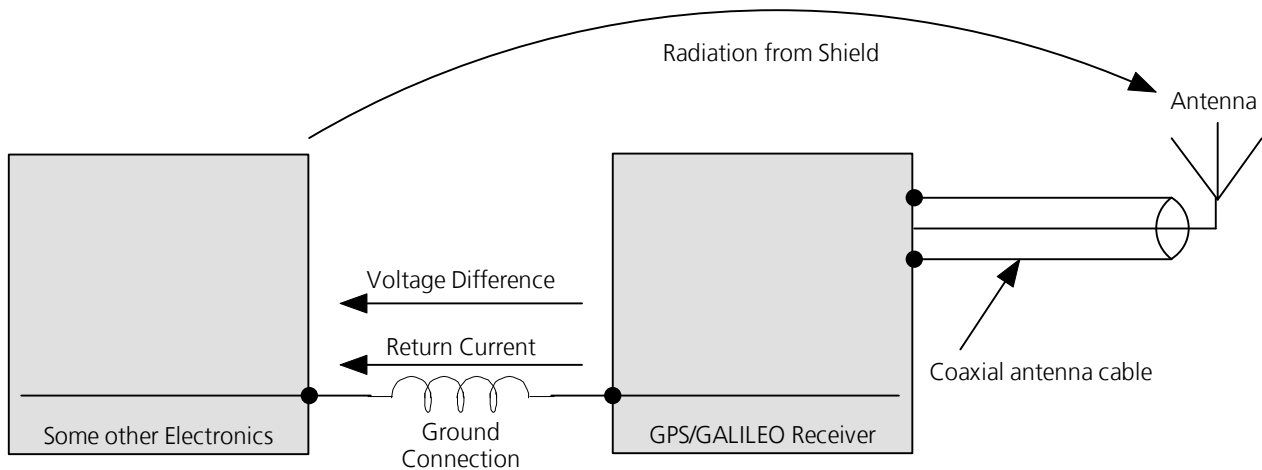 Radiation from Shield
Antenna
Voltage Difference
Return Current
Coaxial antenna cable
Some other Electronics
Ground
Connection
GPS/GALILEO Receiver